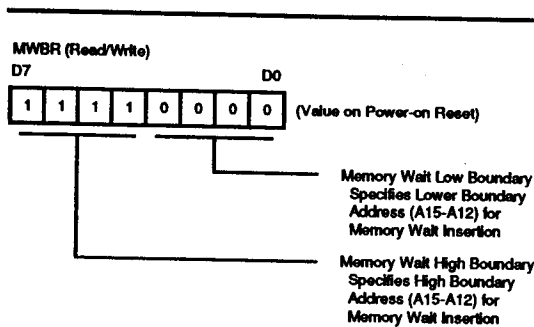 MWBR (Read/Write)
D7 D0
1 1 1 1 0 0 0 0 (Value on Power-on Reset)
Memory Wait Low Boundary
Specifies Lower Boundary
Address (A15-A12) for
Memory Wait Insertion
Memory Wait High Boundary
Specifies High Boundary
Address (A15-A12) for
Memory Wait Insertion